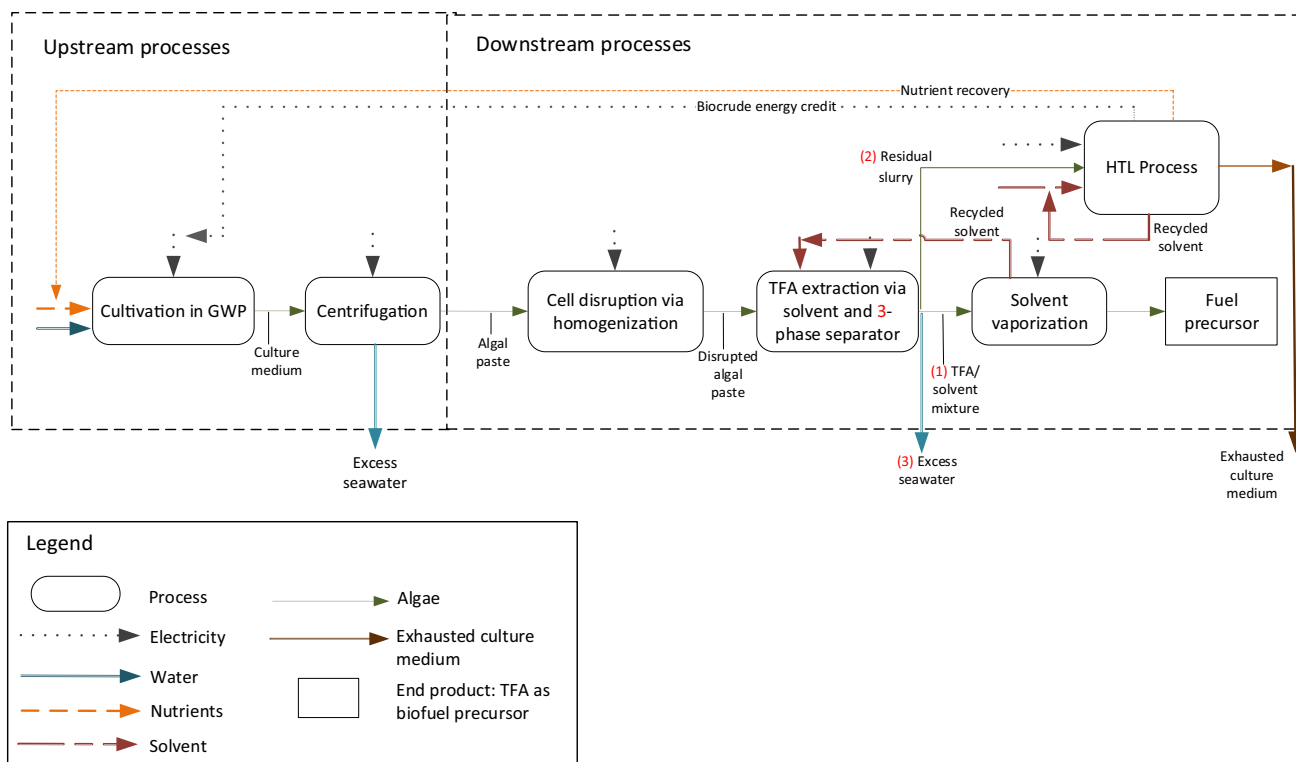 Upstream processes
Downstream processes
Nutrient recovery
Biocrude energy credit
(2) Residual
slurry
HTL Process
Recycled
solvent
Recycled
solvent
Cultivation in GWP
Centrifugation
Cell disruption via
homogenization
TFA extraction via
solvent and 3-
phase separator
Solvent
vaporization
Fuel
precursor
Culture
medium
Algal
paste
Disrupted
algal
paste
(1) TFA/
solvent
mixture
Excess
seawater
(3) Excess
seawater
Exhausted
culture
medium
Legend
Process
Electricity
Water
Nutrients
Solvent
Algae
Exhausted culture
medium
End product: TFA as
biofuel precursor